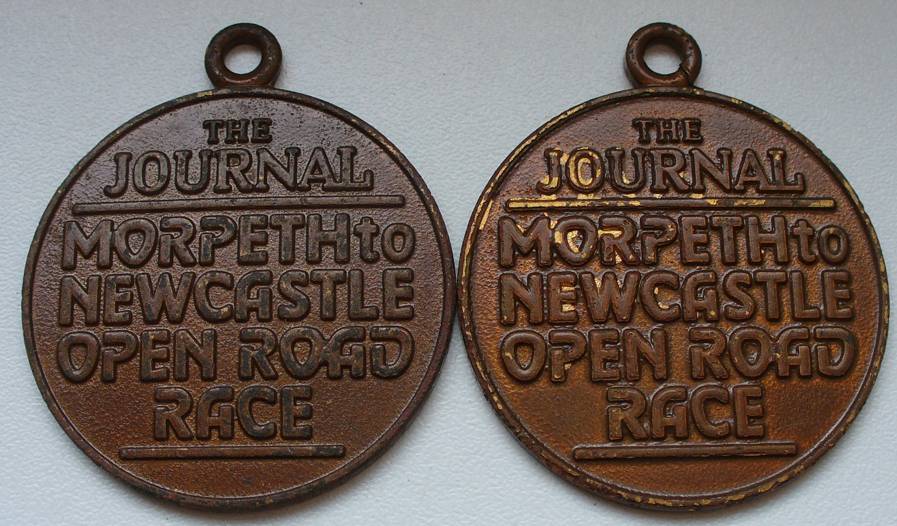 THE
JOURNAL
MORPETH to
NEWCASTLE
OPEN ROAD
RACE
THE
JOURNAL
MORPETH to
NEWCASTLE
OPEN ROAD
RACE